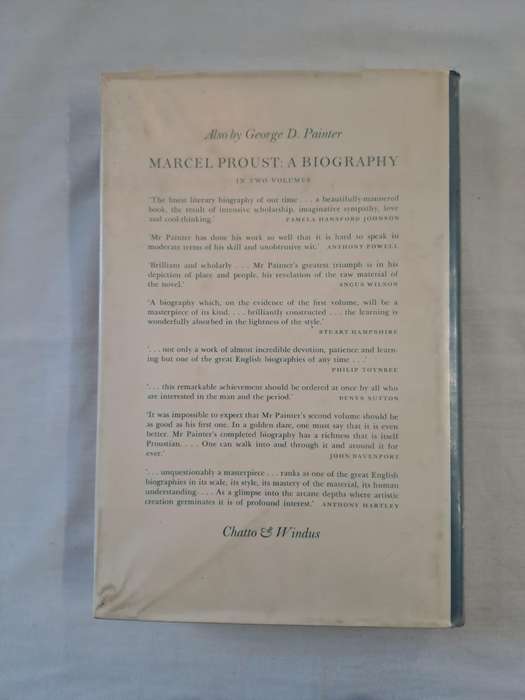 Also by George D. Painter
MARCEL PROUST: A BIOGRAPHY
IN TWO VOLUMES
'The finest literary biography of our time . . . a beautifully-mannered
book, the result of intensive scholarship, imaginative sympathy, love
and cool thinking.' PAMELA HANSFORD JOHNSON
'Mr Painter has done his work so well that it is hard to speak in
moderate terms of his skill and unobtrusive wit.' ANTHONY POWELL
'Brilliant and scholarly . . . Mr Painter's greatest triumph is in his
depiction of place and people, his revelation of the raw material of
the novel.' ANGUS WILSON
'A biography which, on the evidence of the first volume, will be a
masterpiece of its kind. . . . brilliantly constructed . . . the learning is
wonderfully absorbed in the lightness of the style.'
STUART HAMPSHIRE
'. . . not only a work of almost incredible devotion, patience and learn-
ing but one of the great English biographies of any time . . .'
PHILIP TOYNBEE
'. . . this remarkable achievement should be ordered at once by all who
are interested in the man and the period.' DENYS SUTTON
'It was impossible to expect that Mr Painter's second volume should be
as good as his first one. In a golden daze, one must say that it is even
better. Mr Painter's completed biography has a richness that is itself
Proustian. . . . One can walk into and through it and around it for
ever.' JOHN DAVENPORT
'. . . unquestionably a masterpiece . . . ranks as one of the great English
biographies in its scale, its style, its mastery of the material, its human
understanding. . . . As a glimpse into the arcane depths where artistic
creation germinates it is of profound interest.' ANTHONY HARTLEY
Chatto & Windus